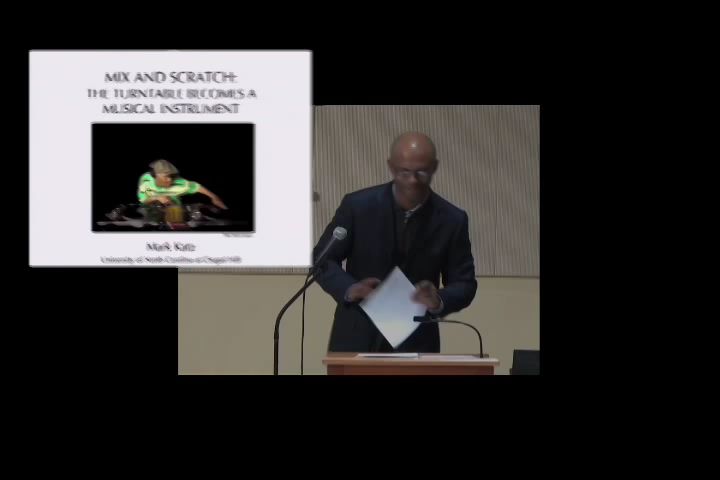 MIX AND SCRATCH:
THE TURNTABLE BECOMES A
MUSICAL INSTRUMENT
Mark Katz
University of North Carolina at Chapel Hill